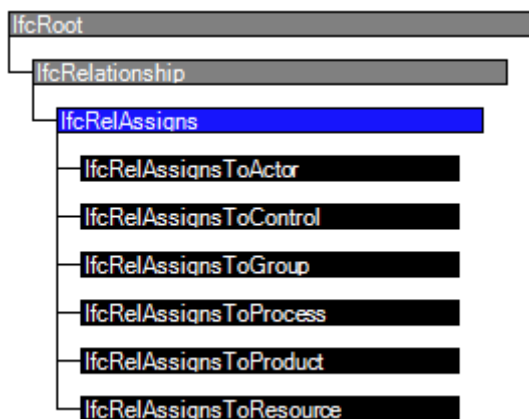 IfcRoot
IfcRelationship
IfcRelAssigns
IfcRelAssignsToActor
IfcRelAssignsToControl
IfcRelAssignsToGroup
IfcRelAssignsToProcess
IfcRelAssignsToProduct
IfcRelAssignsToResource